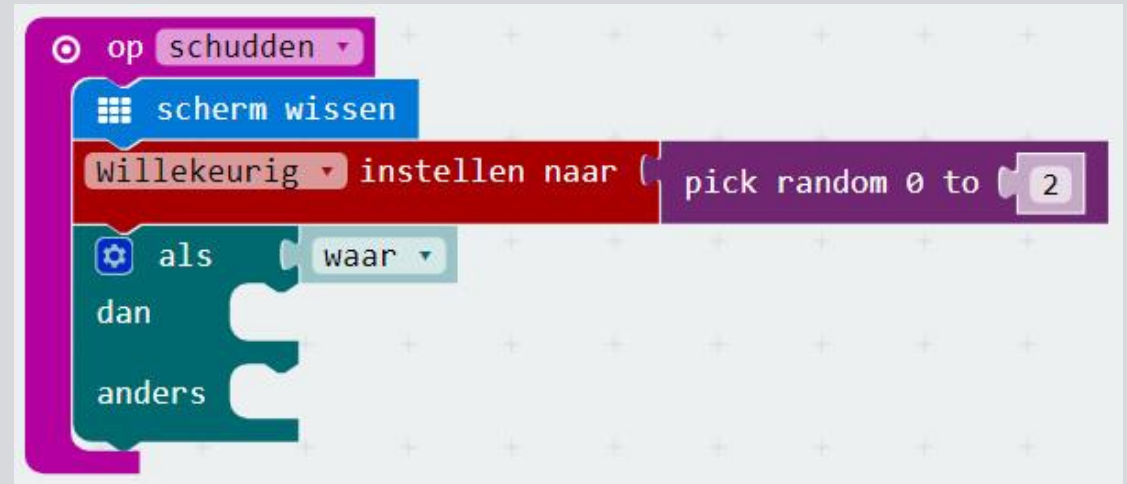 op schudden
scherm wissen
Willekeurig instellen naar pick random 0 to 2
als waar
dan
anders